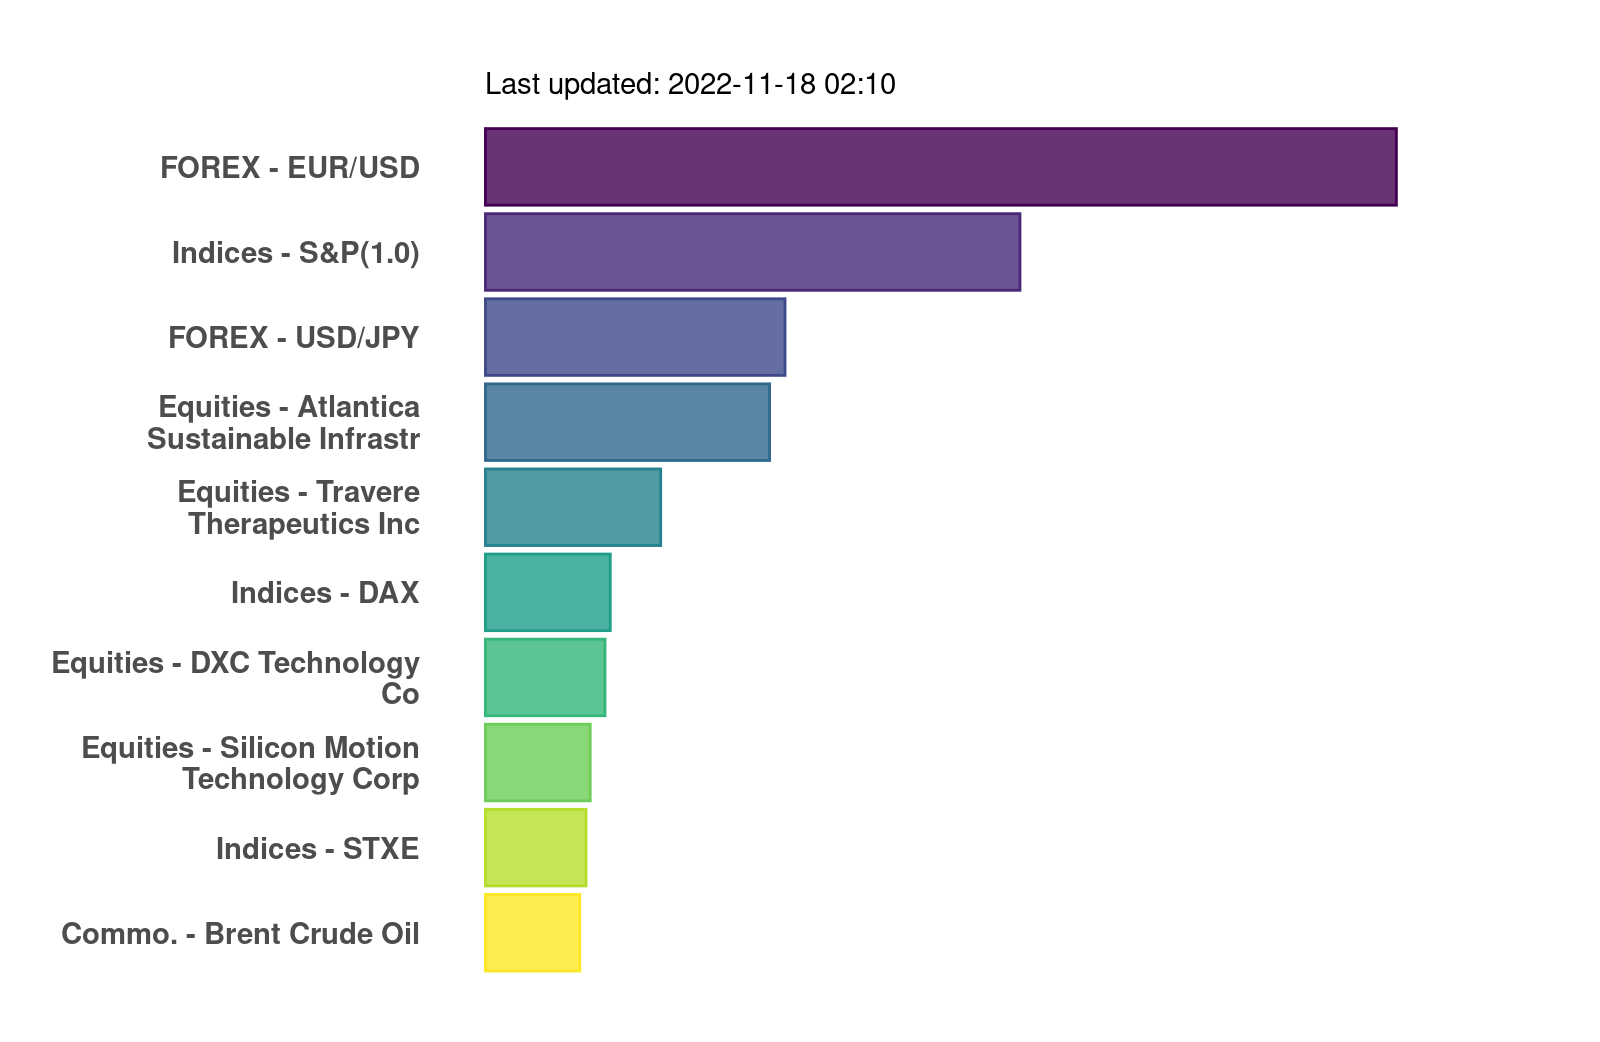 Last updated: 2022-11-18 02:10
FOREX - EUR/USD
Indices - S&P(1.0)
FOREX - USD/JPY
Equities - Atlantica
Sustainable Infrastr
Equities - Travere
Therapeutics Inc
Indices - DAX
Equities - DXC Technology
Co
Equities - Silicon Motion
Technology Corp
Indices - STXE
Commo. - Brent Crude Oil